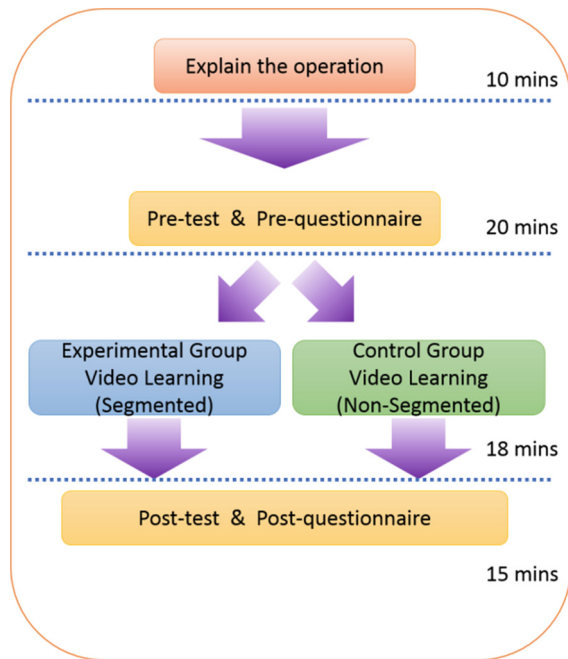 Explain the operation
10 mins
Pre-test & Pre-questionnaire
20 mins
Experimental Group
Video Learning
(Segmented)
Control Group
Video Learning
(Non-Segmented)
18 mins
Post-test & Post-questionnaire
15 mins